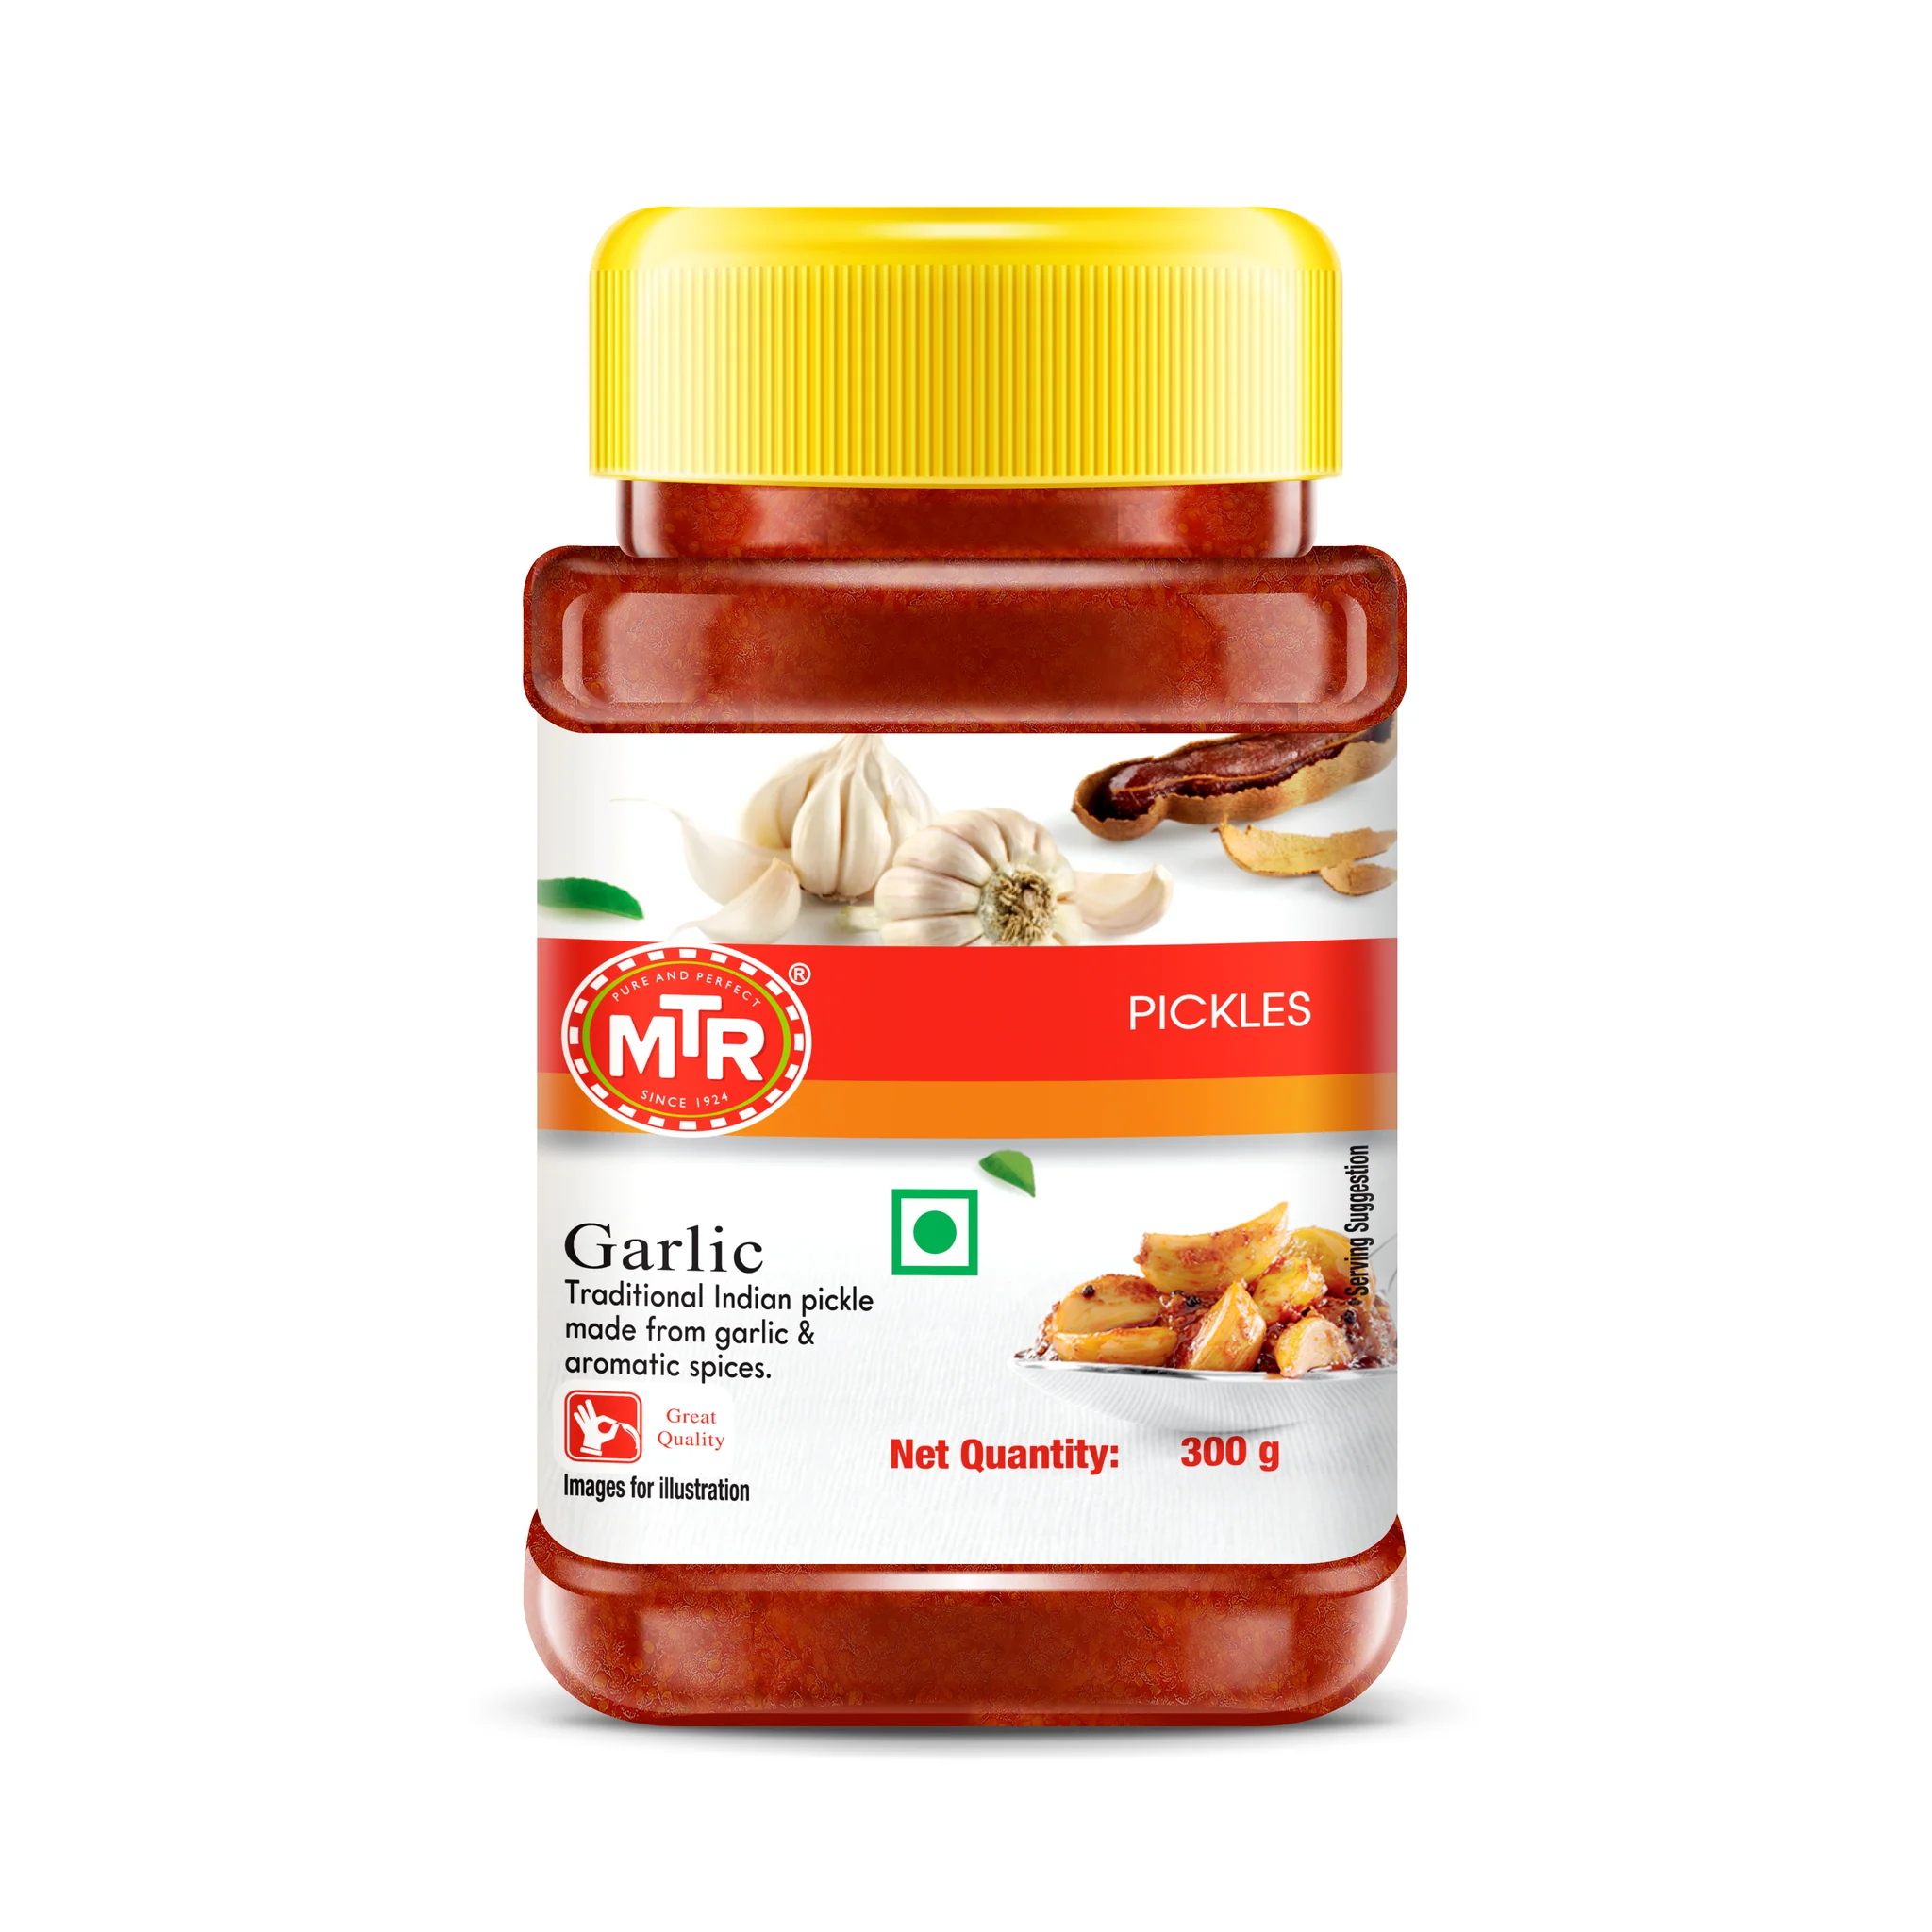 PURE AND PERFECT
MTR
®
SINCE 1924
PICKLES
Garlic
Traditional Indian pickle
made from garlic &
aromatic spices.
Great
Quality
Images for illustration
Net Quantity: 300 g
Serving Suggestion